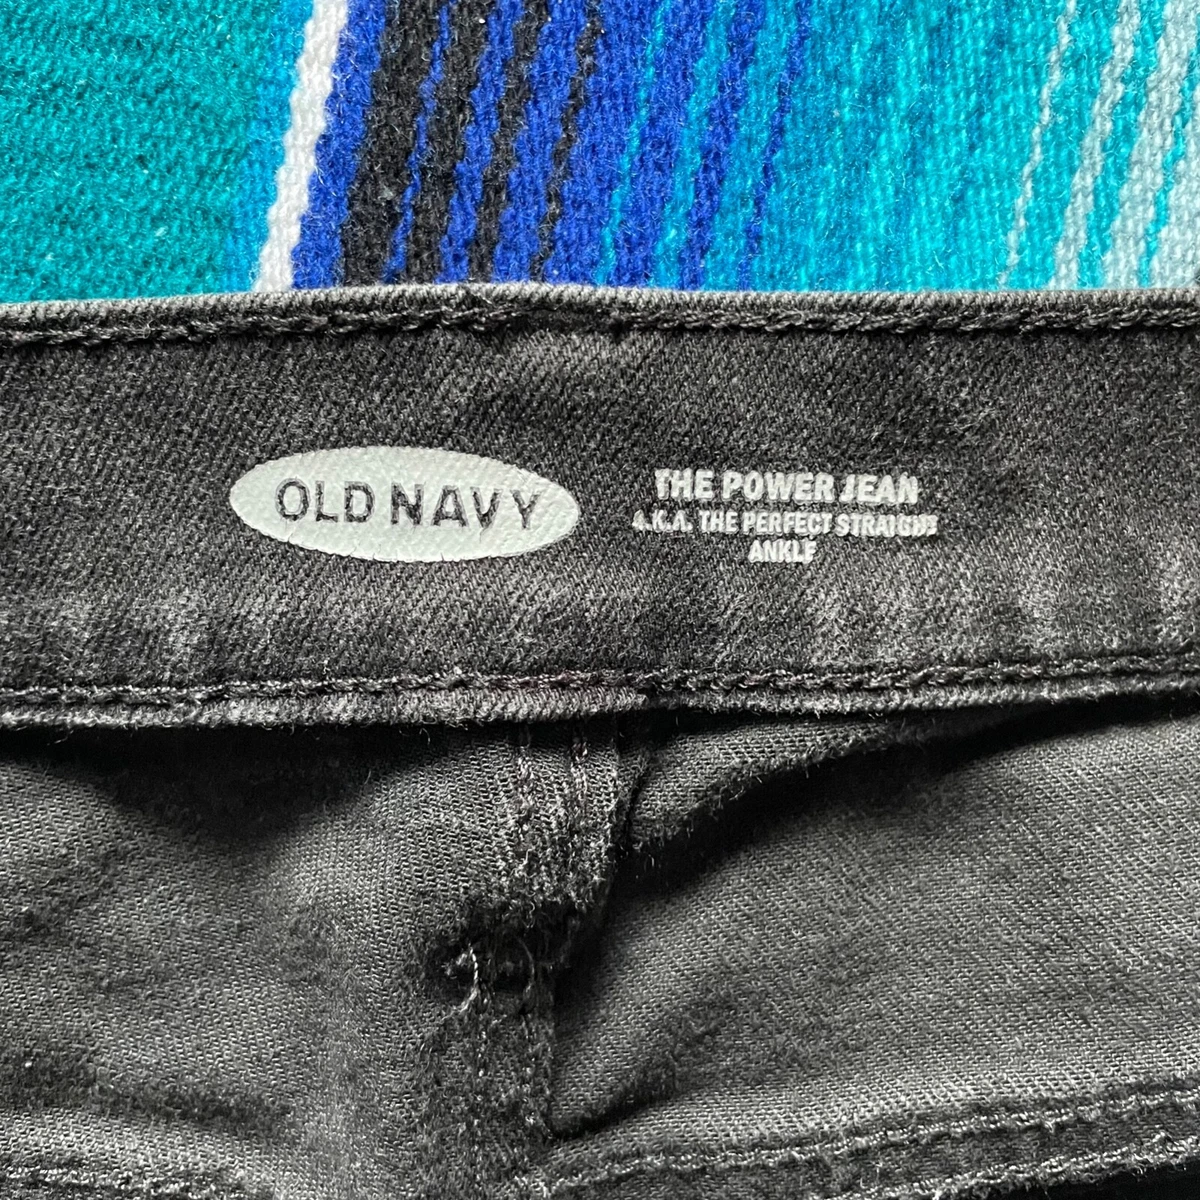 OLD NAVY
THE POWER JEAN
A.K.A. THE PERFECT STRAIGHT
ANKLE